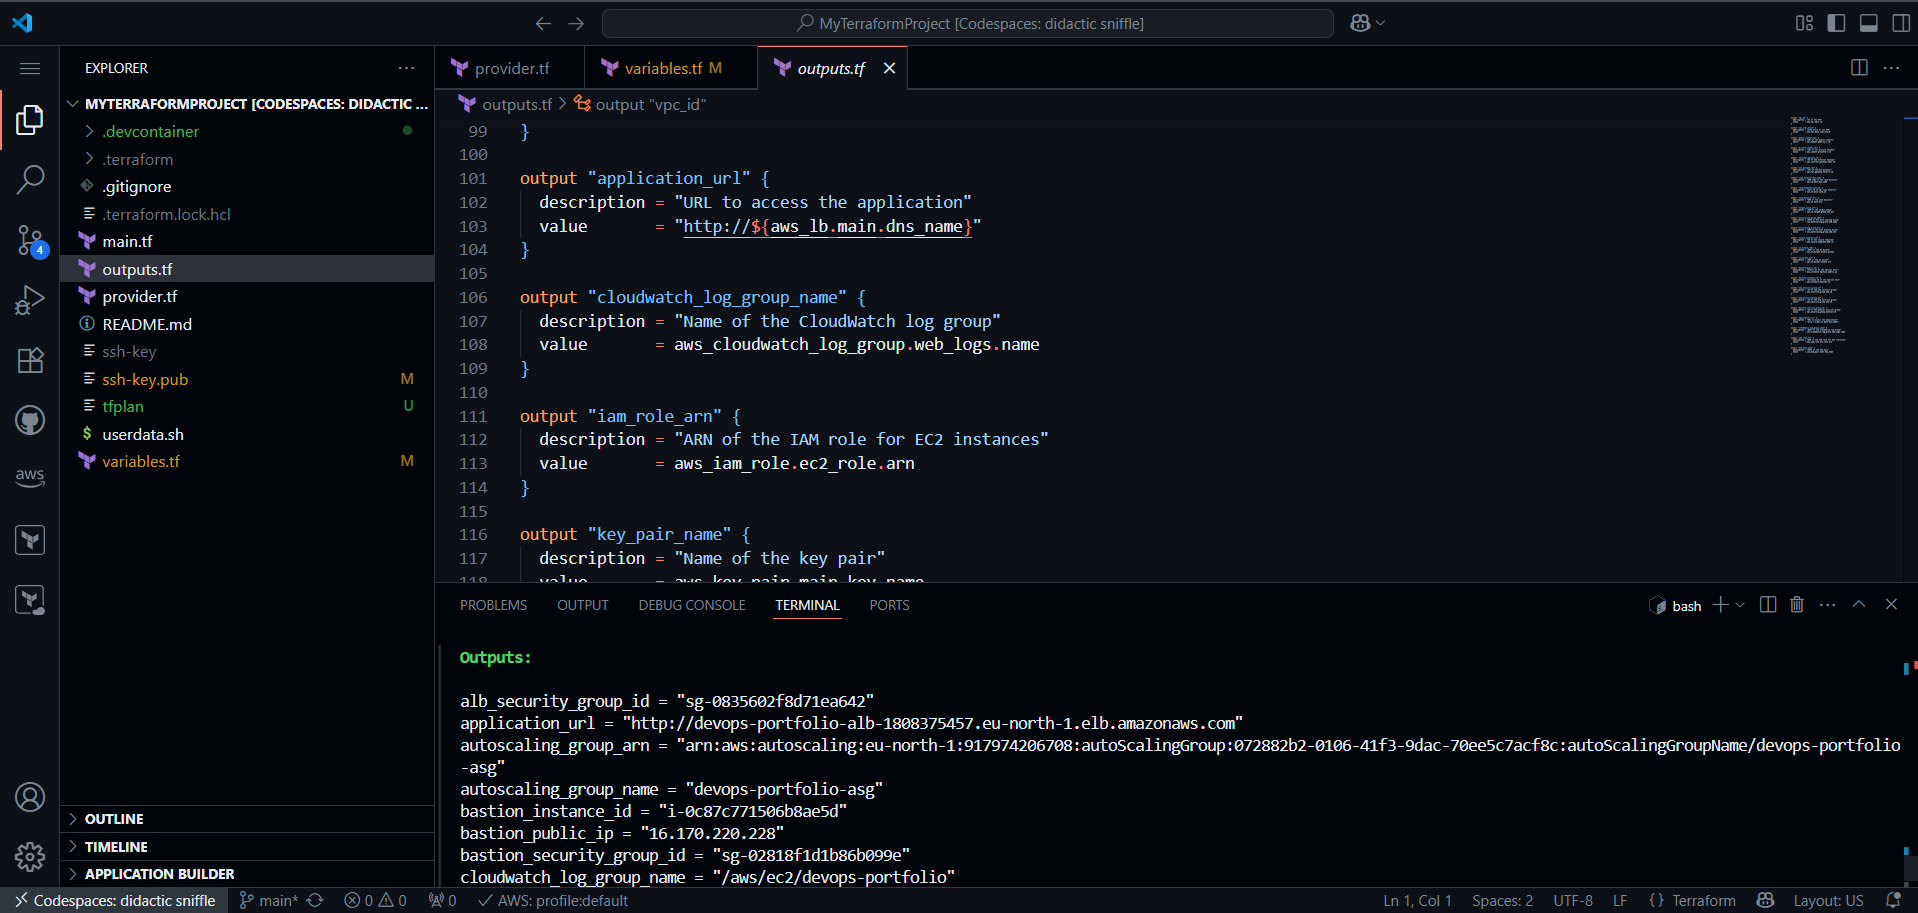 MyTerraformProject [Codespaces: didactic sniffle]
EXPLORER
MYTERRAFORMPROJECT [CODESPACES: DIDACTIC ...
.devcontainer
.terraform
.gitignore
.terraform.lock.hcl
main.tf
outputs.tf
provider.tf
README.md
ssh-key
ssh-key.pub M
tfplan U
$ userdata.sh
variables.tf M
4
aws
OUTLINE
TIMELINE
APPLICATION BUILDER
provider.tf
variables.tf M
outputs.tf
outputs.tf > output "vpc_id"
99 }
100
101 output "application_url" {
102 description = "URL to access the application"
103 value = "http://${aws_lb.main.dns_name}"
104 }
105
106 output "cloudwatch_log_group_name" {
107 description = "Name of the CloudWatch log group"
108 value = aws_cloudwatch_log_group.web_logs.name
109 }
110
111 output "iam_role_arn" {
112 description = "ARN of the IAM role for EC2 instances"
113 value = aws_iam_role.ec2_role.arn
114 }
115
116 output "key_pair_name" {
117 description = "Name of the key pair"
118 value = aws_key_pair.main.key_name
PROBLEMS OUTPUT DEBUG CONSOLE TERMINAL PORTS
bash
Outputs:
alb_security_group_id = "sg-0835602f8d71ea642"
application_url = "http://devops-portfolio-alb-1808375457.eu-north-1.elb.amazonaws.com"
autoscaling_group_arn = "arn:aws:autoscaling:eu-north-1:917974206708:autoScalingGroup:072882b2-0106-41f3-9dac-70ee5c7acf8c:autoScalingGroupName/devops-portfolio
-asg"
autoscaling_group_name = "devops-portfolio-asg"
bastion_instance_id = "i-0c87c771506b8ae5d"
bastion_public_ip = "16.170.220.228"
bastion_security_group_id = "sg-02818f1d1b86b099e"
cloudwatch_log_group_name = "/aws/ec2/devops-portfolio"
Codespaces: didactic sniffle main* 0 0 0 AWS: profile:default Ln 1, Col 1 Spaces: 2 UTF-8 LF {} Terraform Layout: US